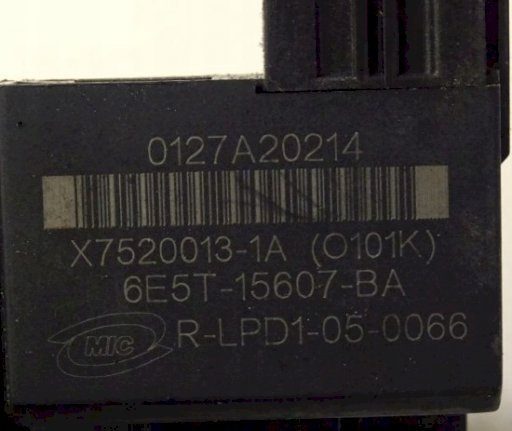 0127A20214
X7520013-1A (O101K)
6E5T-15607-BA
MIC R-LPD1-05-0066